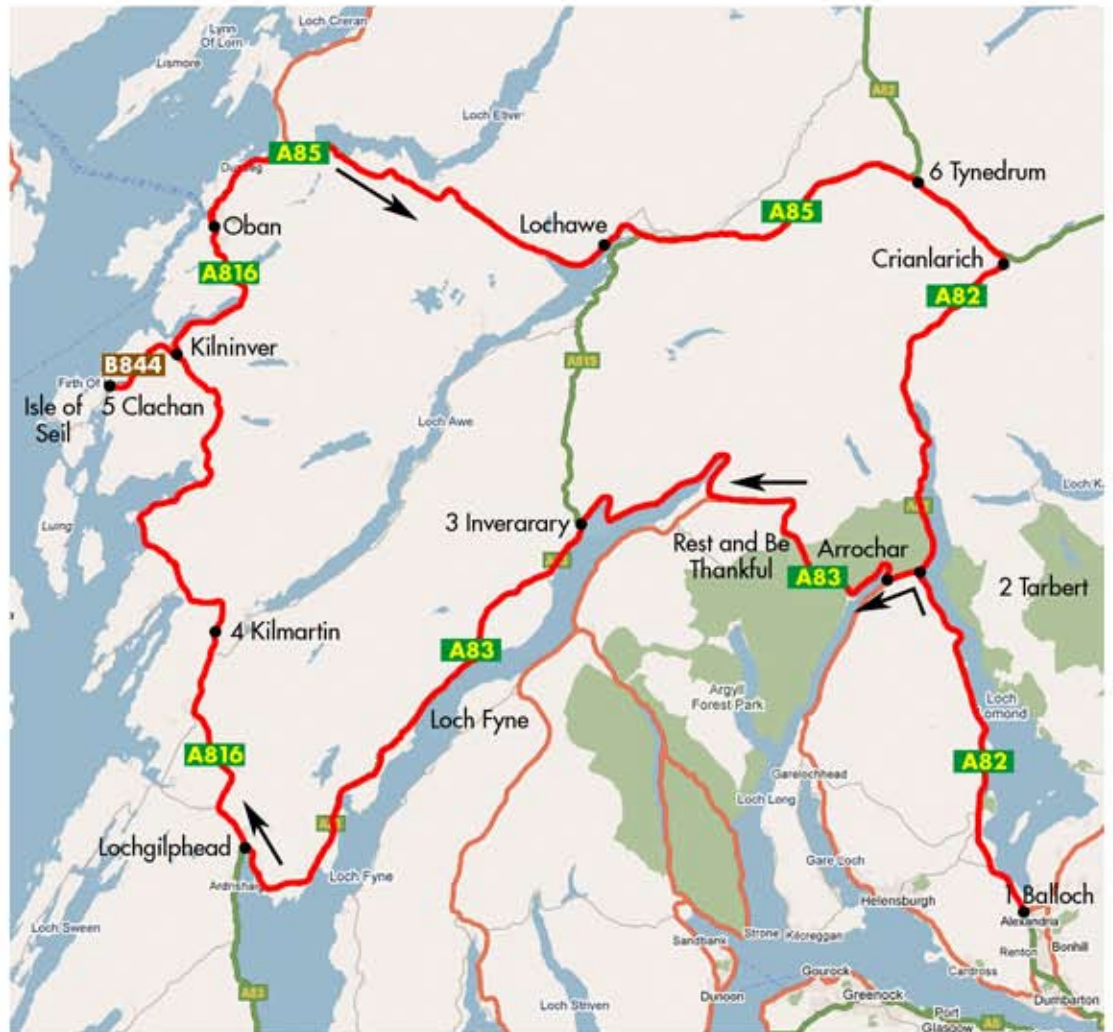 Loch Creran
Lynn
Of Lorn
Lismore
A82
Loch Etive
A85
6 Tynedrum
Oban
Lochawe
A85
Crianlarich
A816
A82
Kilninver
B844
Firth Of
A819
Isle of
Seil
5 Clachan
Loch Awe
Luing
3 Inverarary
Rest and Be
Thankful
Arrochar
A83
2 Tarbert
4 Kilmartin
A83
Argyll
Forest Park
Loch
omond
Loch Fyne
A816
A82
Garelochhead
Loch Long
Lochgilphead
Loch Fyne
Gare Loch
1 Balloch
Helensburgh
Alexandria
Loch Sween
Renton
Bonhill
Strone
Kilcreggan
Sandbank
Cardross
A83
Gourock
Dumbarton
Loch Striven
Dunoon
Greenock
Port
Glasgow
A8